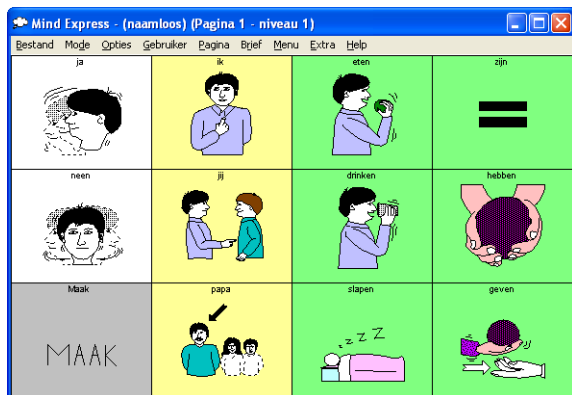 Mind Express - (naamloos) (Pagina 1 - niveau 1)
Bestand Mode Opties Gebruiker Pagina Brief Menu Extra Help
ja ik eten zijn
neen jij drinken hebben
Maak papa slapen geven
MAAK z z Z Z